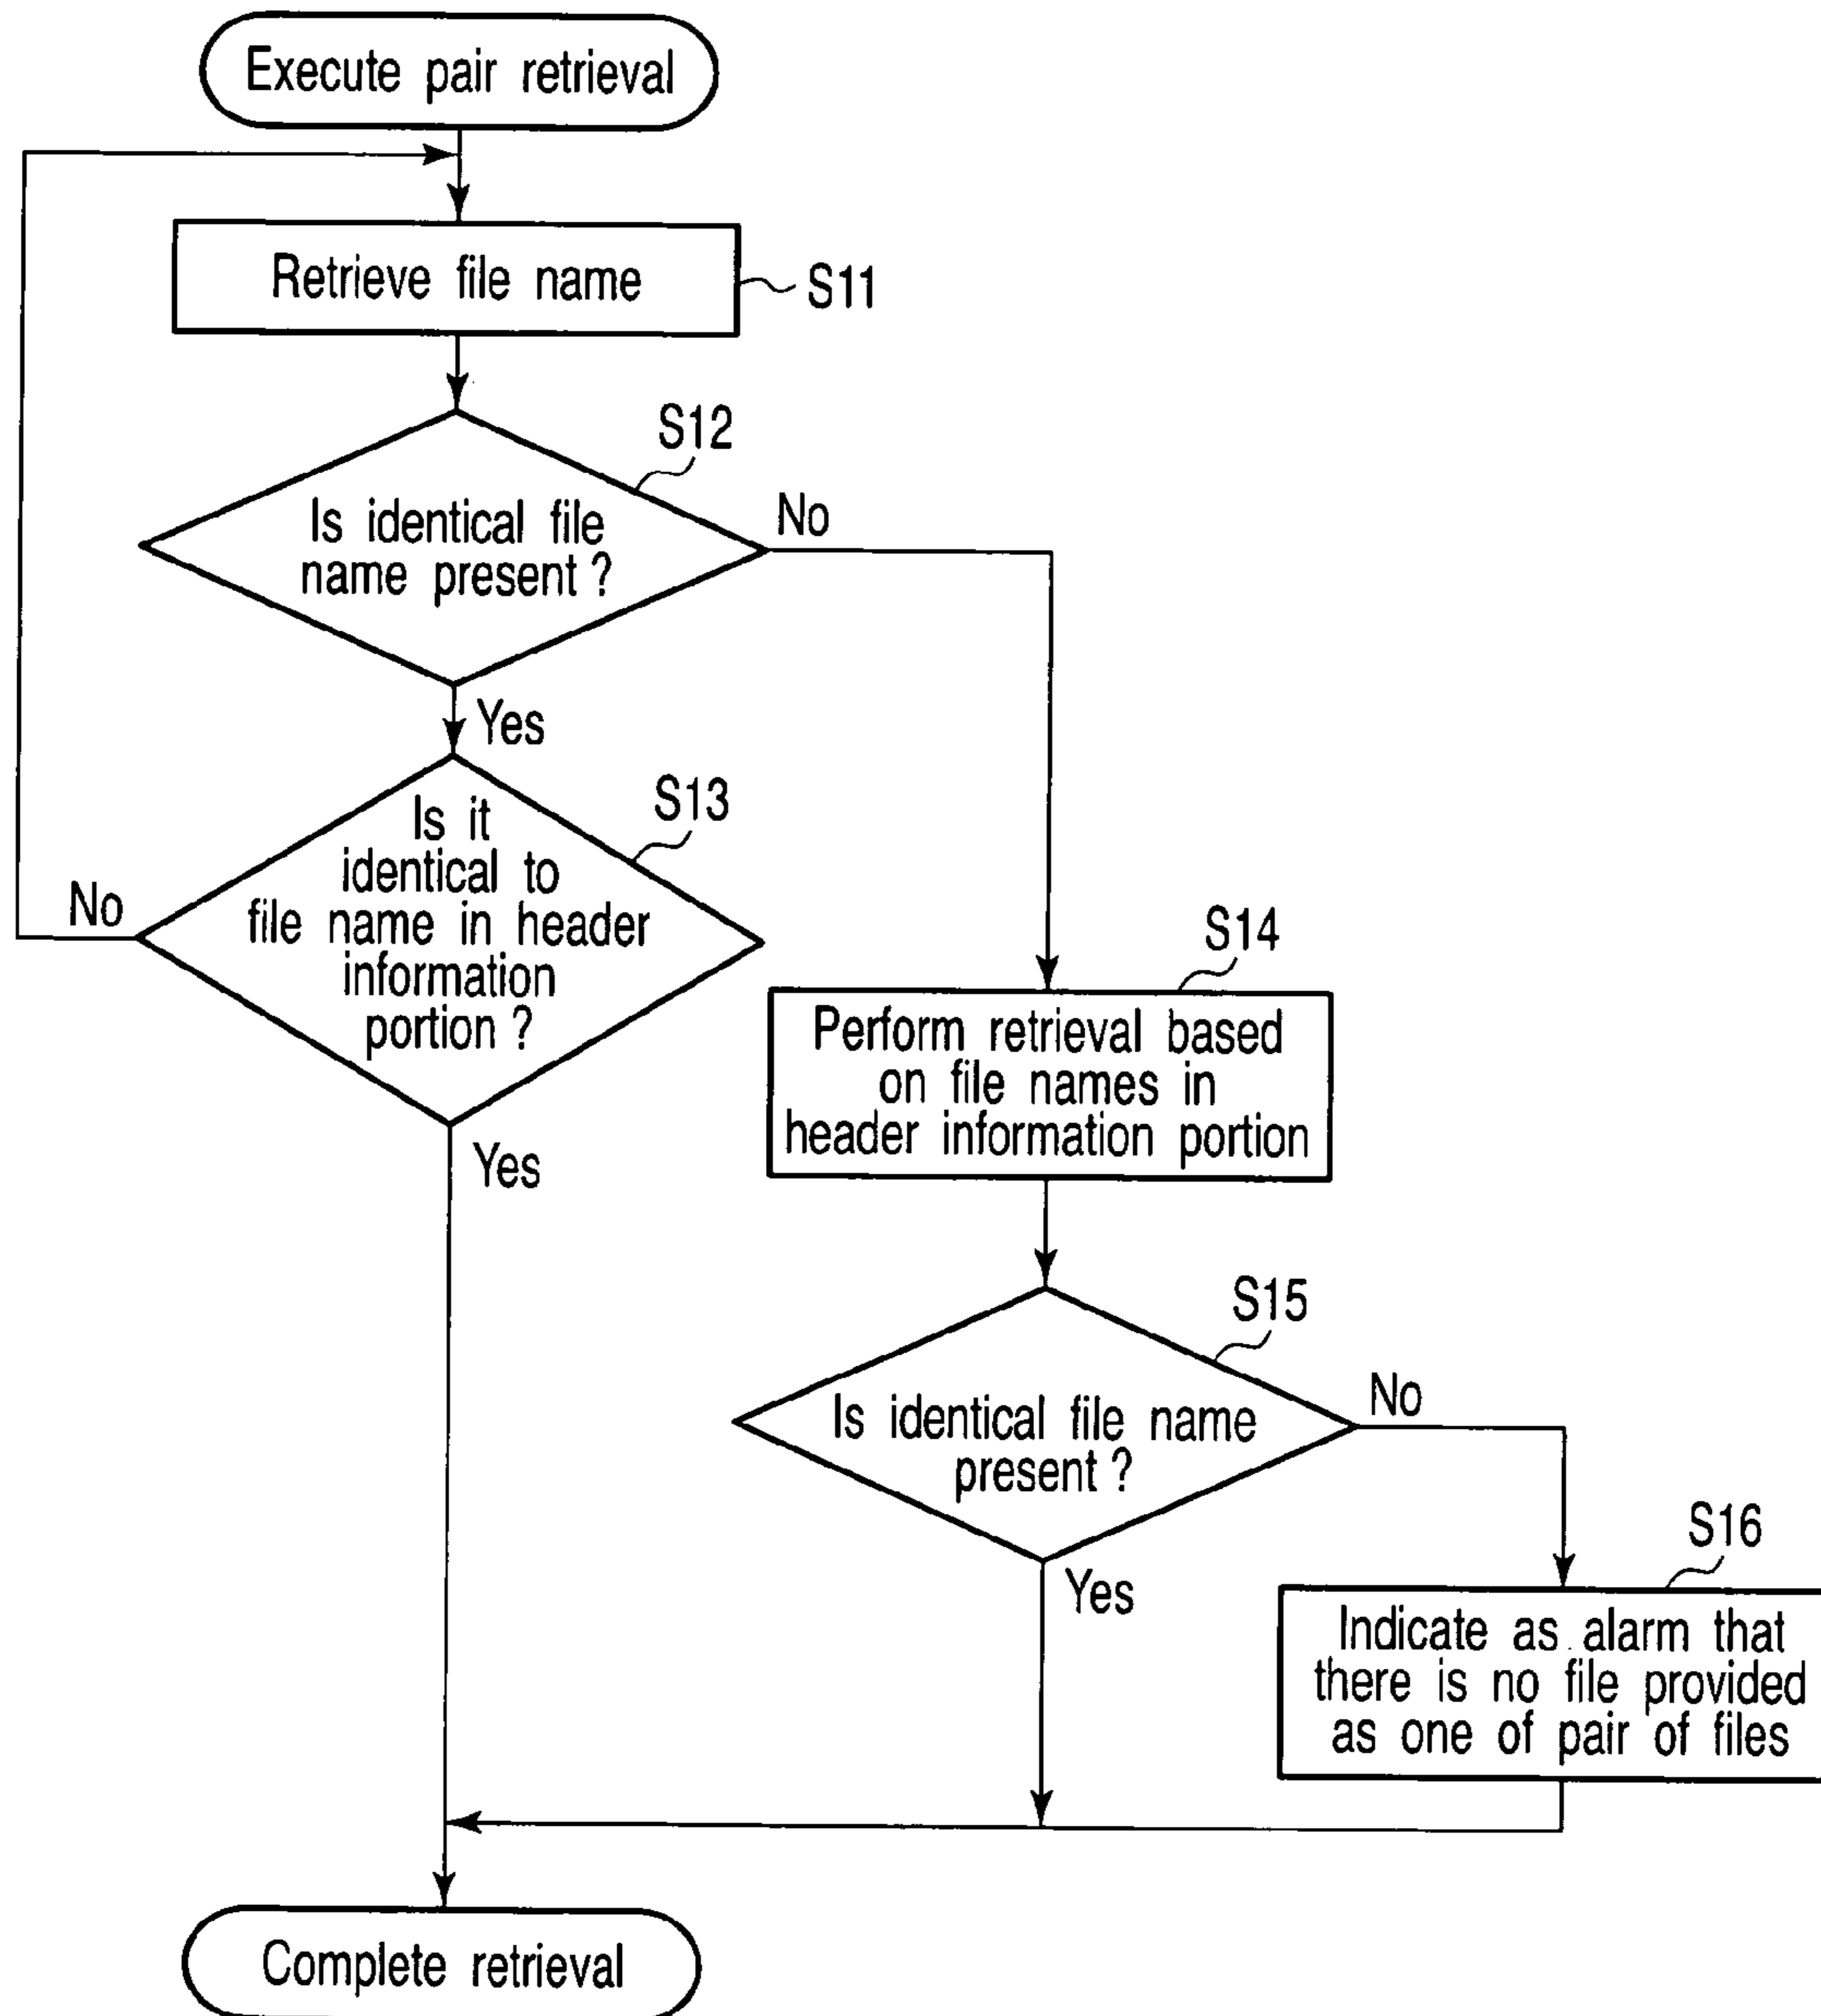 Execute pair retrieval
Retrieve file name
S11
S12
Is identical file
name present ?
No
Yes
S13
Is it
identical to
file name in header
information
portion ?
No
Yes
S14
Perform retrieval based
on file names in
header information portion
S15
Is identical file name
present ?
No
Yes
S16
Indicate as alarm that
there is no file provided
as one of pair of files
Complete retrieval